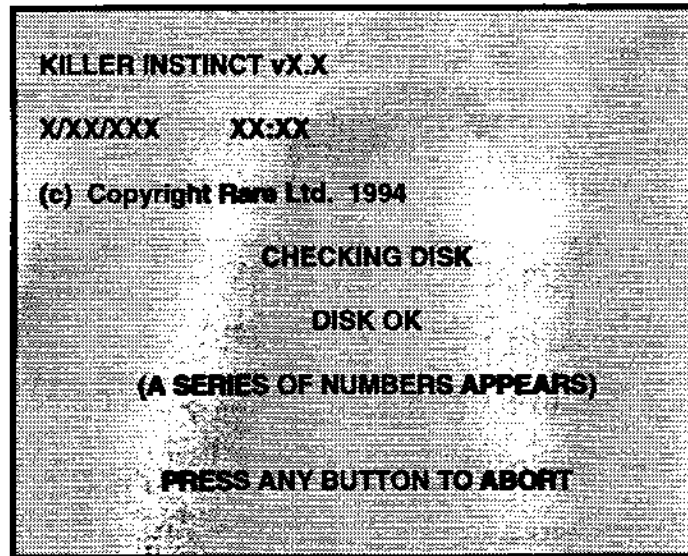 KILLER INSTINCT vX.X
X/XX/XXX XX:XX
(c) Copyright Rare Ltd. 1994
CHECKING DISK
DISK OK
(A SERIES OF NUMBERS APPEARS)
PRESS ANY BUTTON TO ABORT